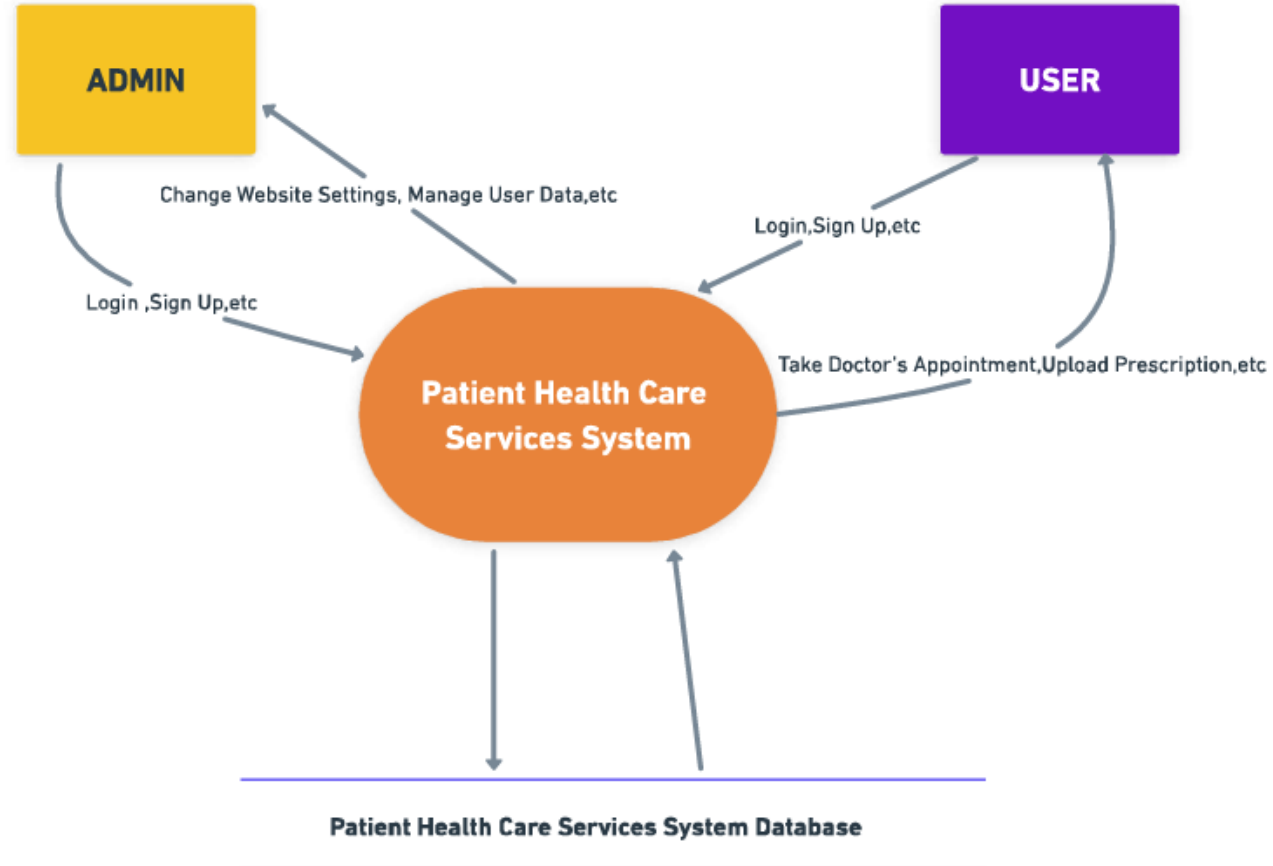 ADMIN
USER
Change Website Settings, Manage User Data,etc
Login,Sign Up,etc
Login ,Sign Up,etc
Take Doctor's Appointment,Upload Prescription,etc
Patient Health Care
Services System
Patient Health Care Services System Database